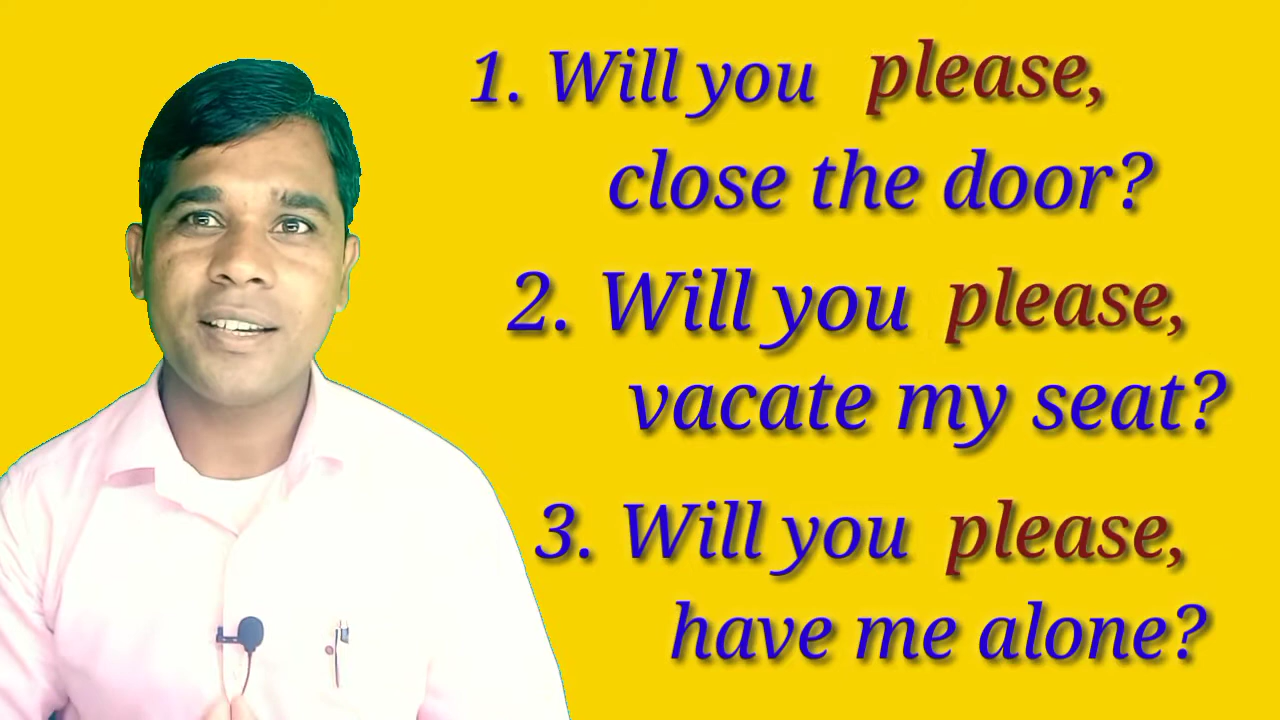 1. Will you please,
close the door?
2. Will you please,
vacate my seat?
3. Will you please,
have me alone?